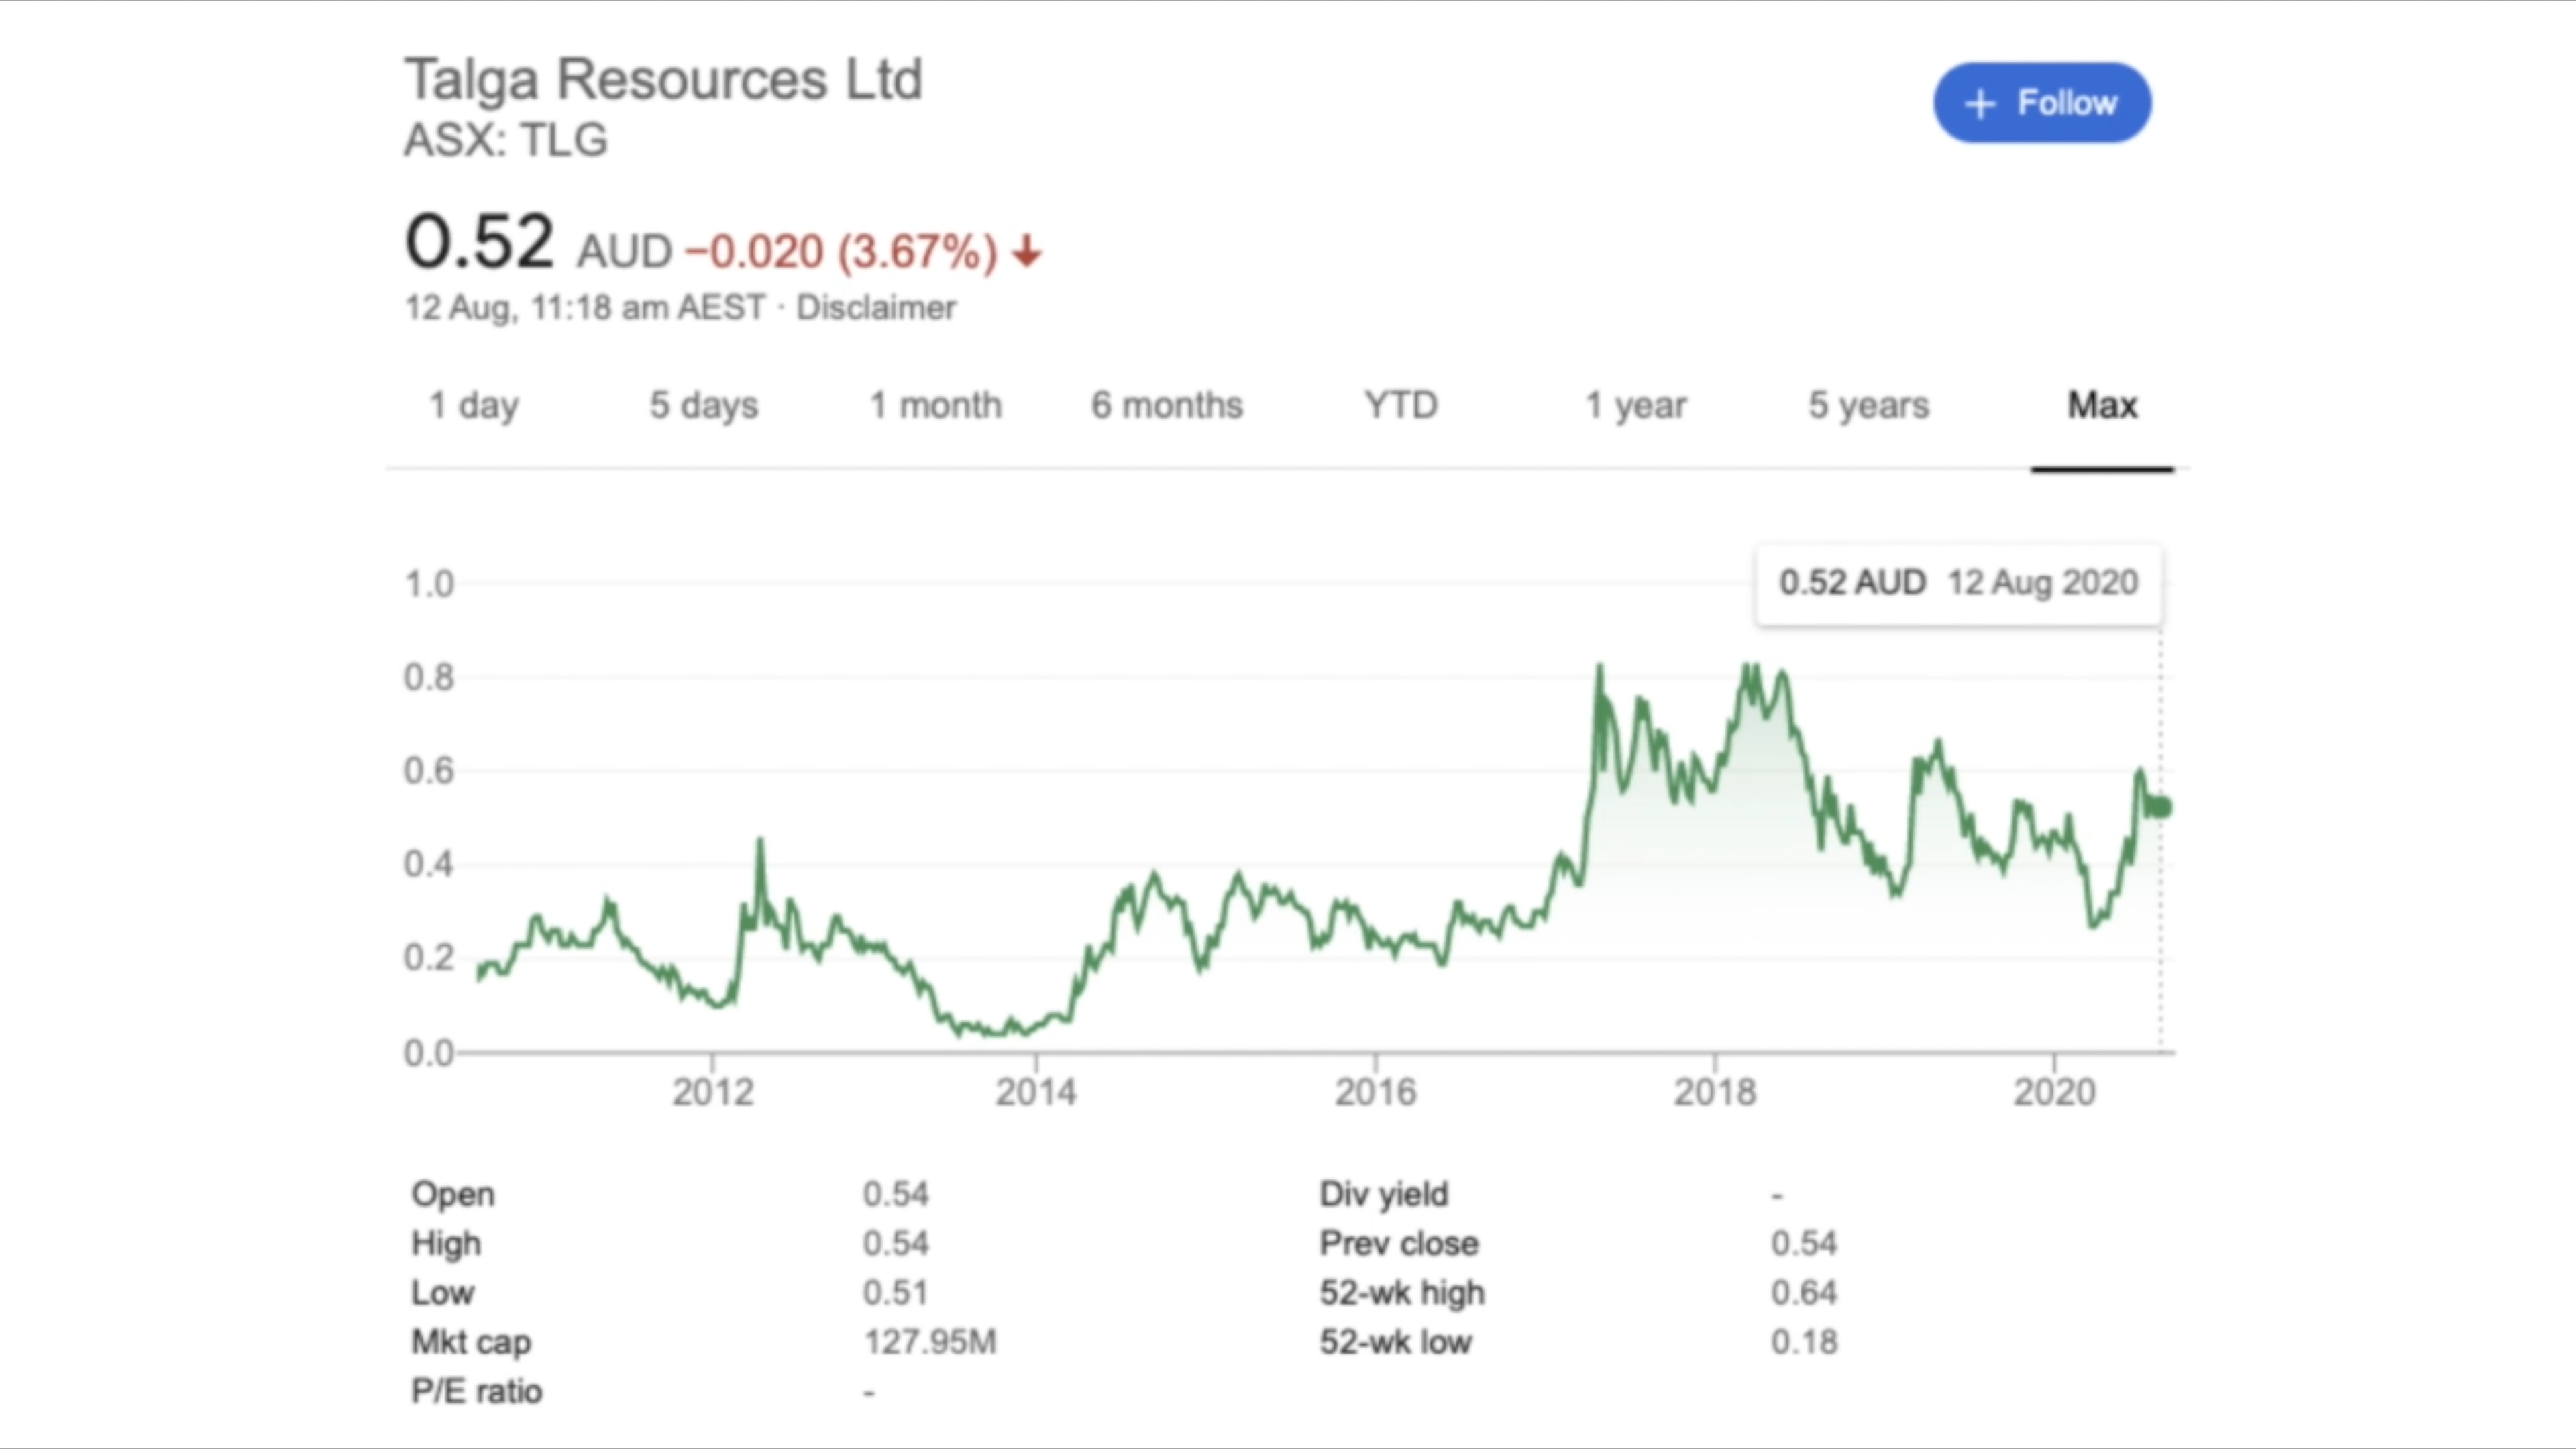 Talga Resources Ltd
ASX: TLG
+ Follow
0.52 AUD −0.020 (3.67%) ↓
12 Aug, 11:18 am AEST · Disclaimer
1 day 5 days 1 month 6 months YTD 1 year 5 years Max
0.52 AUD 12 Aug 2020
1.0
0.8
0.6
0.4
0.2
0.0
2012 2014 2016 2018 2020
Open 0.54 Div yield -
High 0.54 Prev close 0.54
Low 0.51 52-wk high 0.64
Mkt cap 127.95M 52-wk low 0.18
P/E ratio -